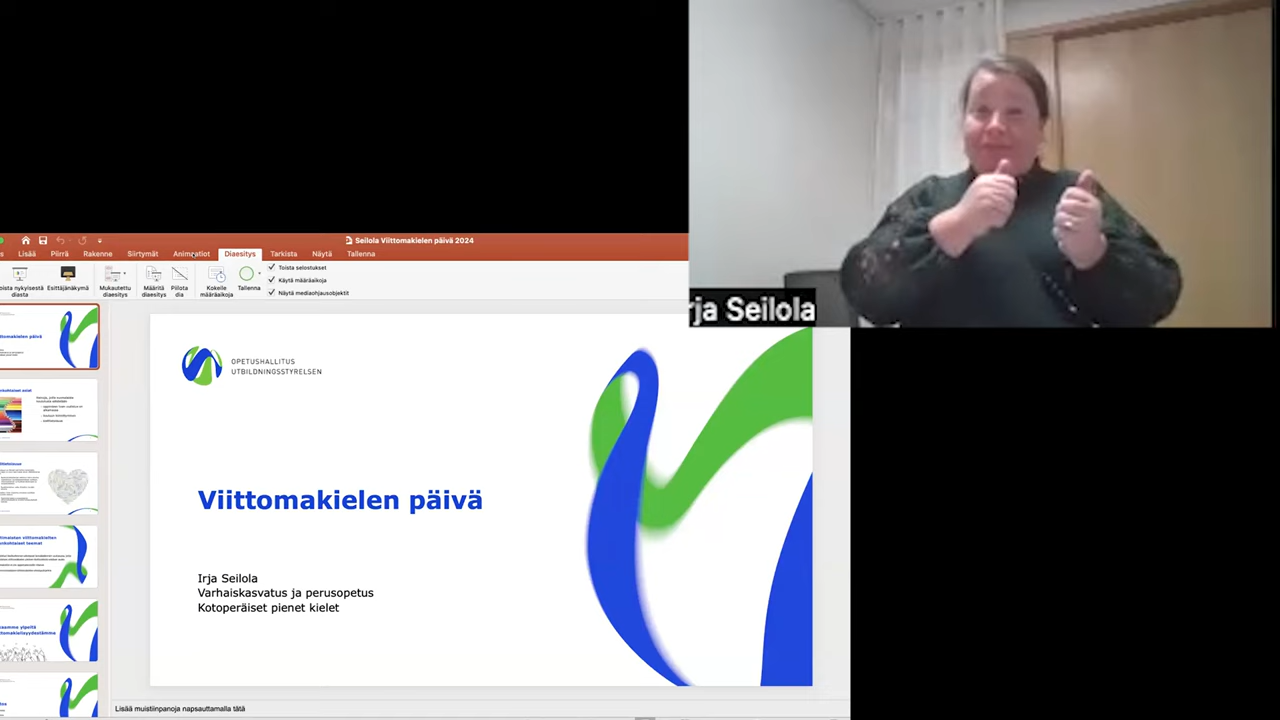 Irja Seilola
Seilola Viittomakielen päivä 2024
Lisää Piirrä Rakenne Siirtymät Animaatiot Diaesitys Tarkista Näytä Tallenna
Esittäjänäkymä
Mukautettu diaesitys
Määritä diaesitys
Piilota dia
Kokeile määräaikoja
Tallenna
Toista selostukset
Käytä määräaikoja
Näytä mediaohjausobjektit
OPETUSHALLITUS
UTBILDNINGSSTYRELSEN
Viittomakielen päivä
Irja Seilola
Varhaiskasvatus ja perusopetus
Kotoperäiset pienet kielet
Lisää muistiinpanoja napsauttamalla tätä